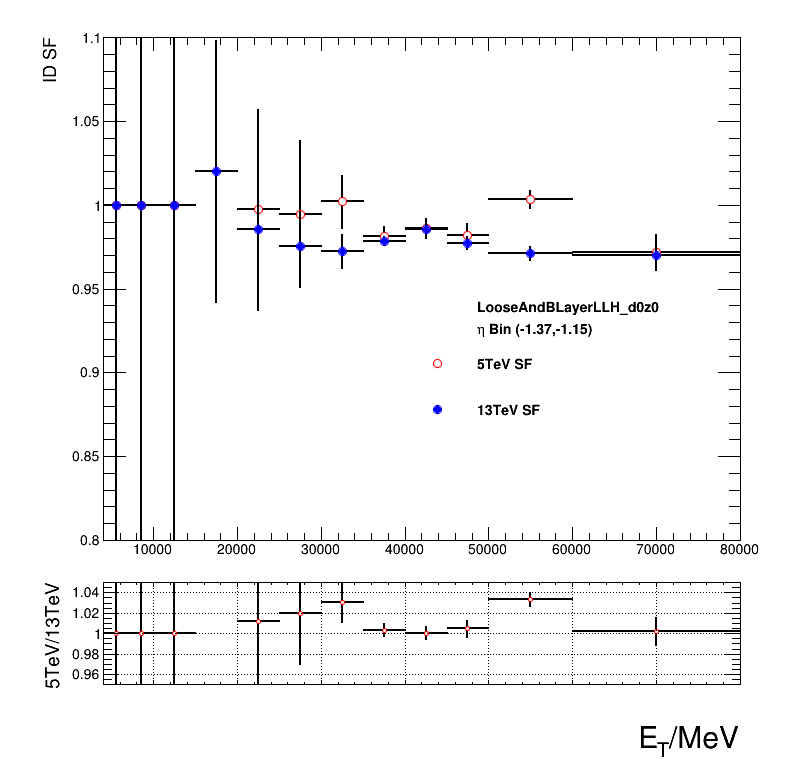 ID SF
1.1
1.05
1
0.95
0.9
0.85
0.8
LooseAndBLayerLLH_d0z0
η Bin (-1.37,-1.15)
5TeV SF
13TeV SF
10000 20000 30000 40000 50000 60000 70000 80000
5TeV/13TeV
1.04
1.02
1
0.98
0.96
E_T/MeV